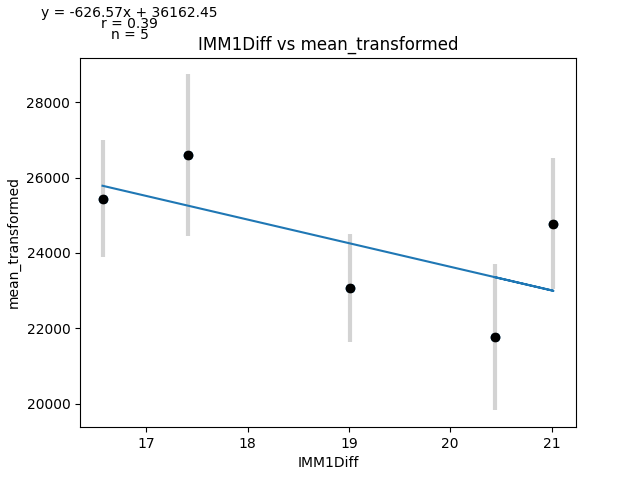 y = -626.57x + 36162.45
r = 0.39
n = 5
IMM1Diff vs mean_transformed
28000
26000
24000
22000
20000
mean_transformed
17
18
19
20
21
IMM1Diff